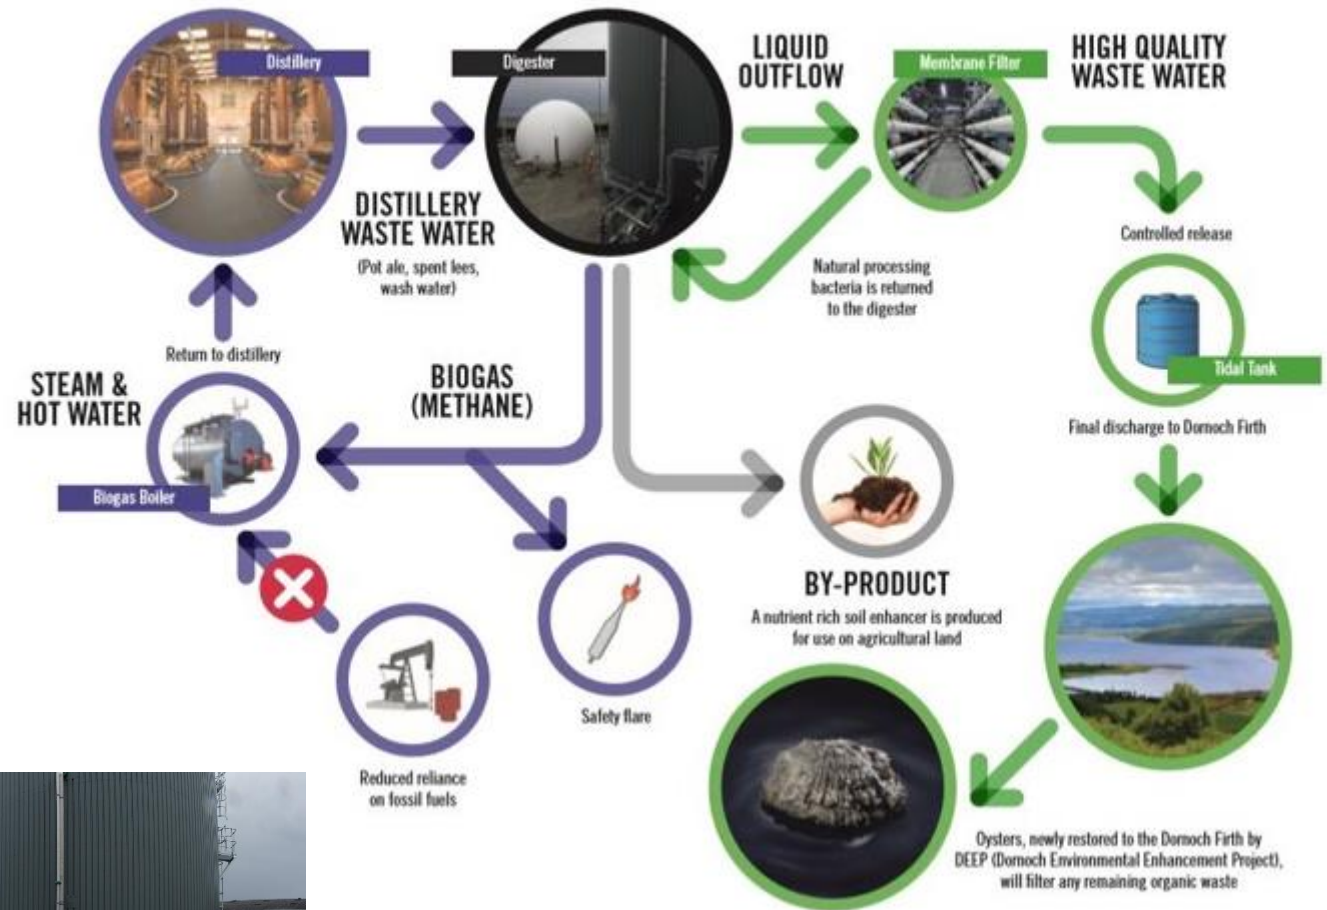 Distillery
Digester
LIQUID
OUTFLOW
Membrane Filter
HIGH QUALITY
WASTE WATER
DISTILLERY
WASTE WATER
(Pot ale, spent lees,
wash water)
Natural processing
bacteria is returned
to the digester
Controlled release
Return to distillery
STEAM &
HOT WATER
BIOGAS
(METHANE)
Tidal Tank
Final discharge to Dornoch Firth
Biogas Boiler
BY-PRODUCT
A nutrient rich soil enhancer is produced
for use on agricultural land
Safety flare
Reduced reliance
on fossil fuels
Oysters, newly restored to the Dornoch Firth by
DEEP (Dornoch Environmental Enhancement Project),
will filter any remaining organic waste